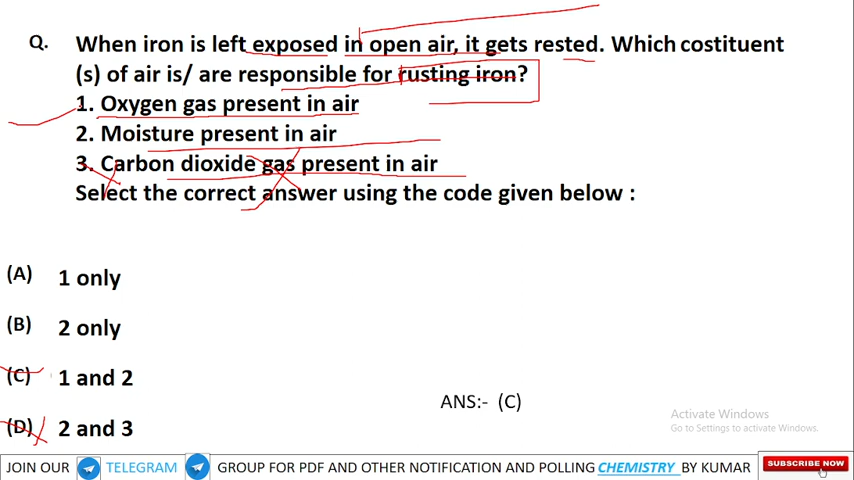 Q. When iron is left exposed in open air, it gets rested. Which costituent
(s) of air is/ are responsible for rusting iron?
1. Oxygen gas present in air
2. Moisture present in air
3. Carbon dioxide gas present in air
Select the correct answer using the code given below :
(A) 1 only
(B) 2 only
(C) 1 and 2
ANS:- (C)
(D) 2 and 3
Activate Windows
Go to Settings to activate Windows.
JOIN OUR TELEGRAM GROUP FOR PDF AND OTHER NOTIFICATION AND POLLING CHEMISTRY BY KUMAR SUBSCRIBE NOW